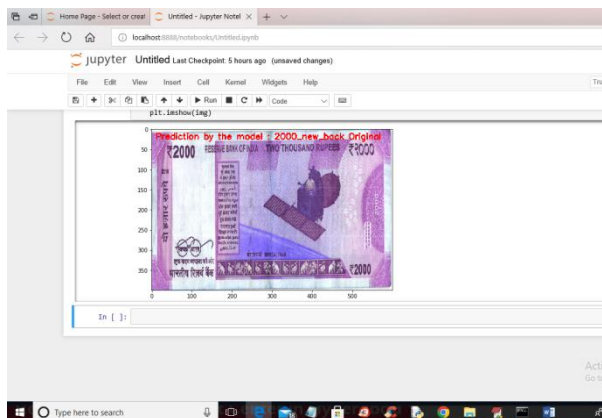 Home Page - Select or creat
Untitled - Jupyter Notel
localhost:8888/notebooks/Untitled.ipynb
jupyter Untitled Last Checkpoint: 5 hours ago (unsaved changes)
File Edit View Insert Cell Kernel Widgets Help
Run Code
plt.imshow(img)
Prediction by the model : 2000_new_back_Original
₹2000 RESERVE BANK OF INDIA TWO THOUSAND RUPEES ₹2000
0
50
100
150
200
250
300
350
भारतीय रिज़र्व बैंक
₹2000
0 100 200 300 400 500
In [ ]:
Type here to search